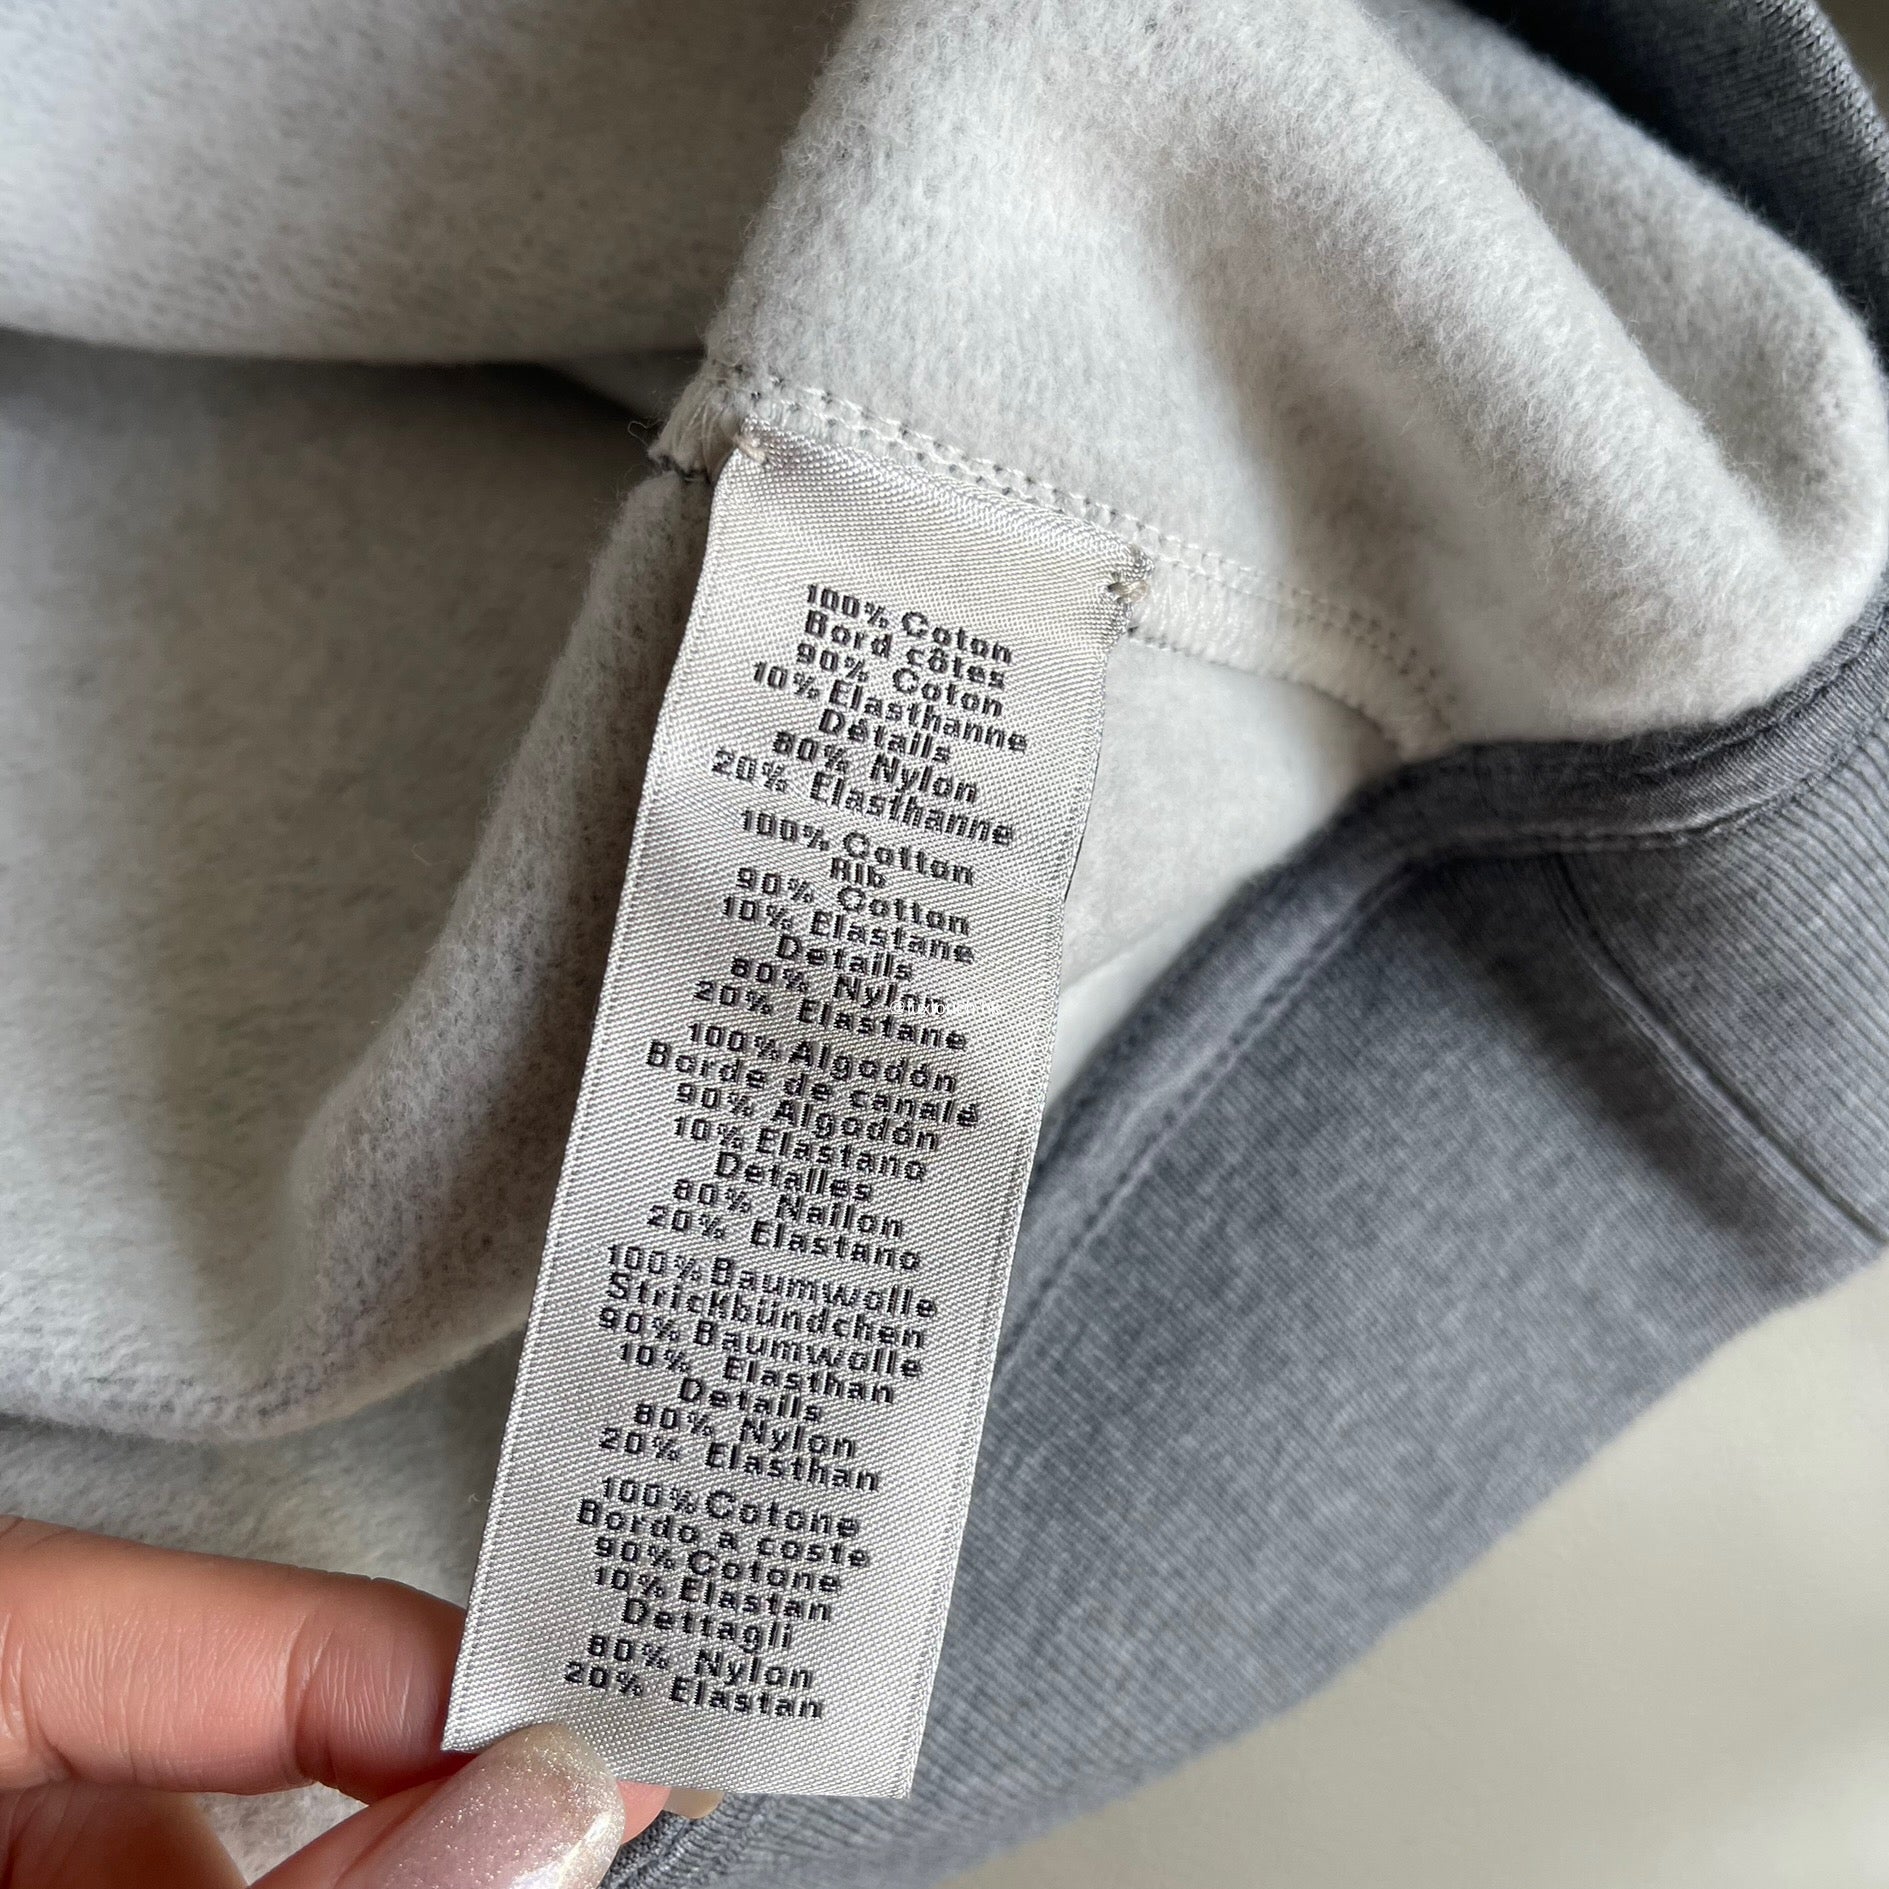 100% Coton
Bord côtes
90% Coton
10% Elasthanne
Détails
80% Nylon
20% Elasthanne
100% Cotton
Rib
90% Cotton
10% Elastane
Details
80% Nylon
20% Elastane
100% Algodón
Borde de canalé
90% Algodón
10% Elastano
Detalles
80% Nailon
20% Elastano
100% Baumwolle
Strickbündchen
90% Baumwolle
10% Elasthan
Details
80% Nylon
20% Elasthan
100% Cotone
Bordo a coste
90% Cotone
10% Elastan
Dettagli
80% Nylon
20% Elastan